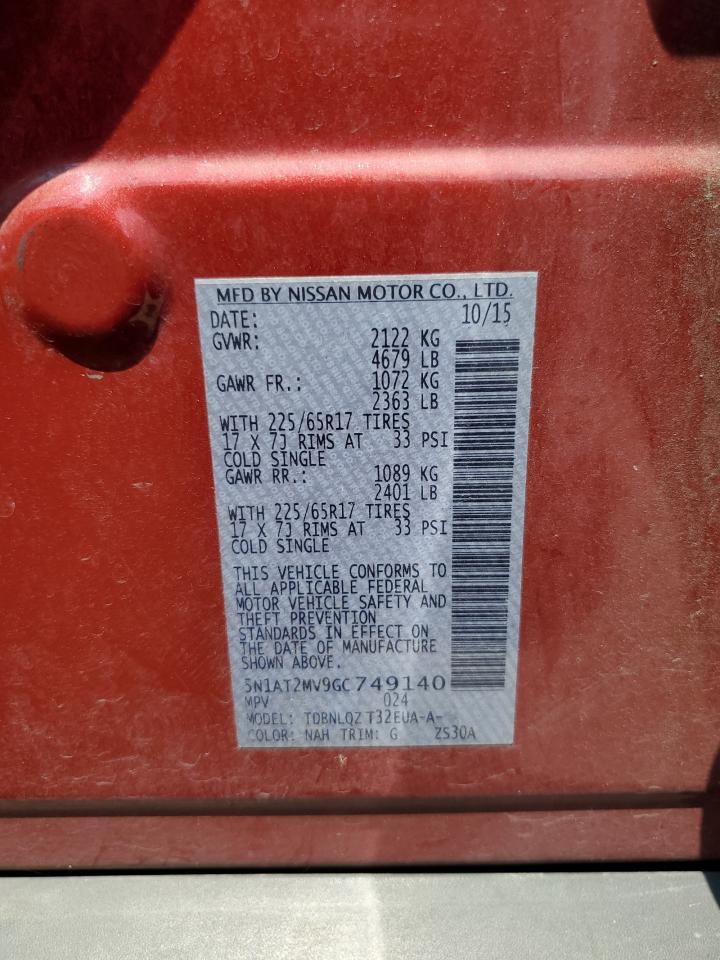 MFD BY NISSAN MOTOR CO., LTD.
DATE: 10/15
GVWR: 2122 KG
4679 LB
GAWR FR.: 1072 KG
2363 LB
WITH 225/65R17 TIRES
17 X 7J RIMS AT 33 PSI
COLD SINGLE
GAWR RR.: 1089 KG
2401 LB
WITH 225/65R17 TIRES
17 X 7J RIMS AT 33 PSI
COLD SINGLE
THIS VEHICLE CONFORMS TO
ALL APPLICABLE FEDERAL
MOTOR VEHICLE SAFETY AND
THEFT PREVENTION
STANDARDS IN EFFECT ON
THE DATE OF MANUFACTURE
SHOWN ABOVE.
5N1AT2MV9GC749140
MPV 024
MODEL: TDBNLQZ T32EUA-A-
COLOR: NAH TRIM: G ZS30A